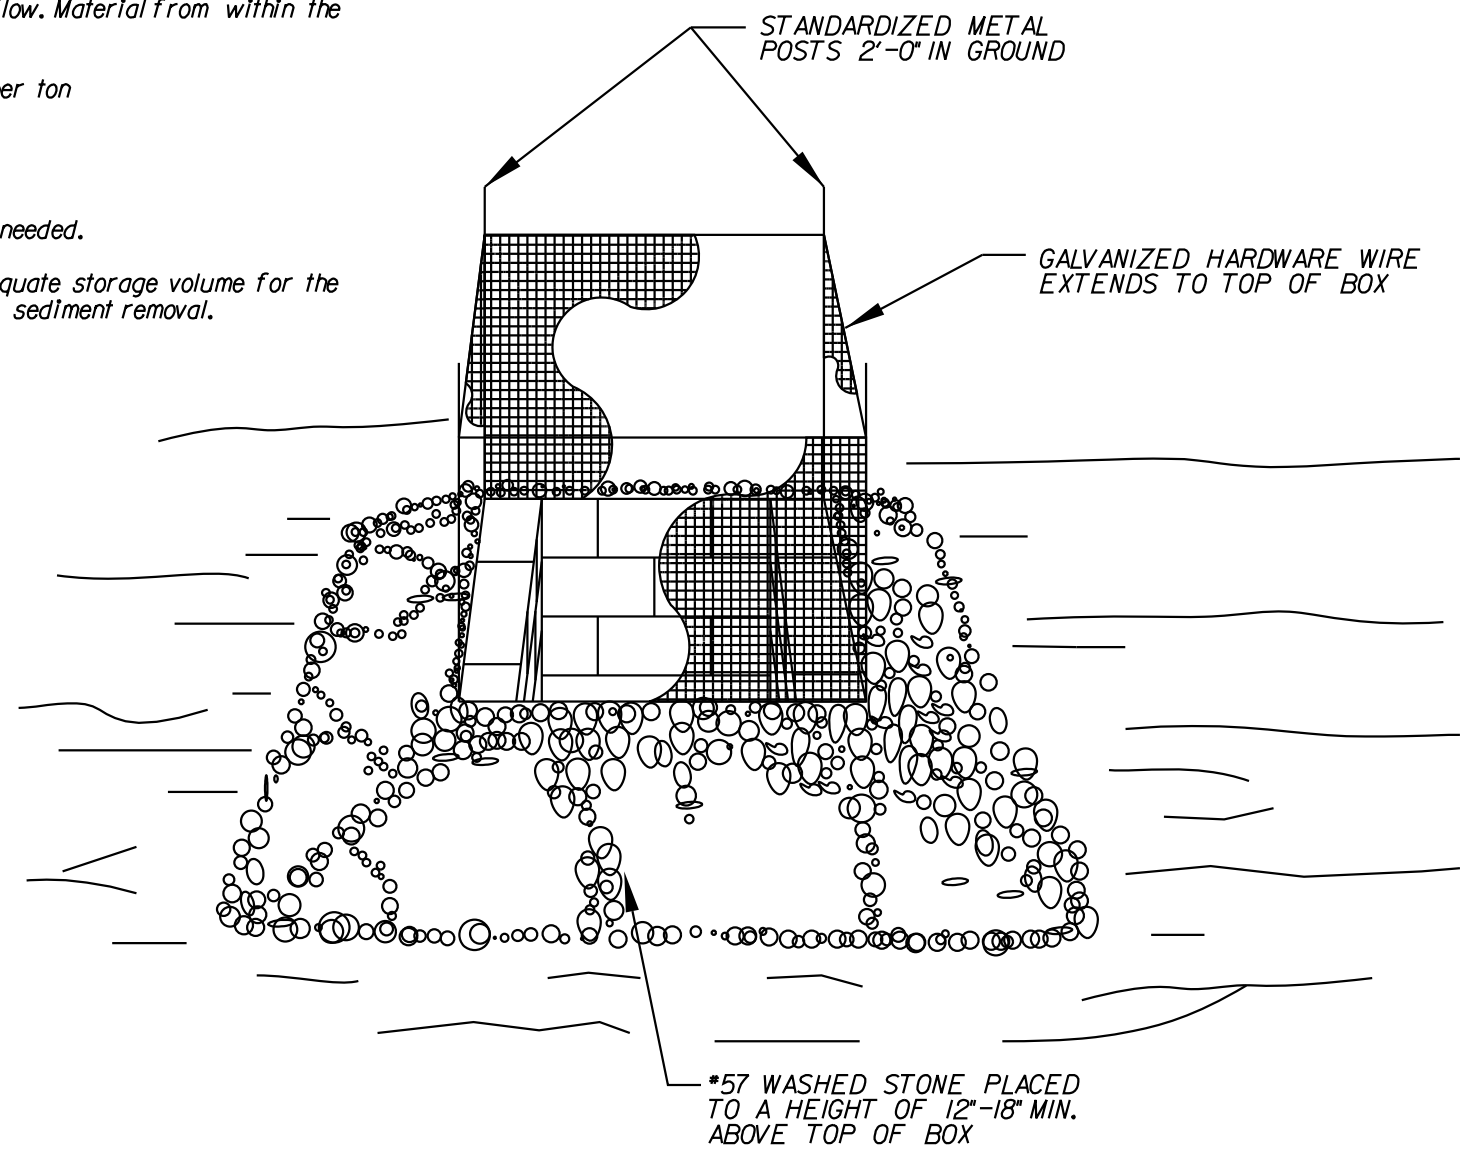 low. Material from within the
er ton
needed.
quate storage volume for the
sediment removal.
STANDARDIZED METAL
POSTS 2'-0" IN GROUND
GALVANIZED HARDWARE WIRE
EXTENDS TO TOP OF BOX
#57 WASHED STONE PLACED
TO A HEIGHT OF 12"-18" MIN.
ABOVE TOP OF BOX